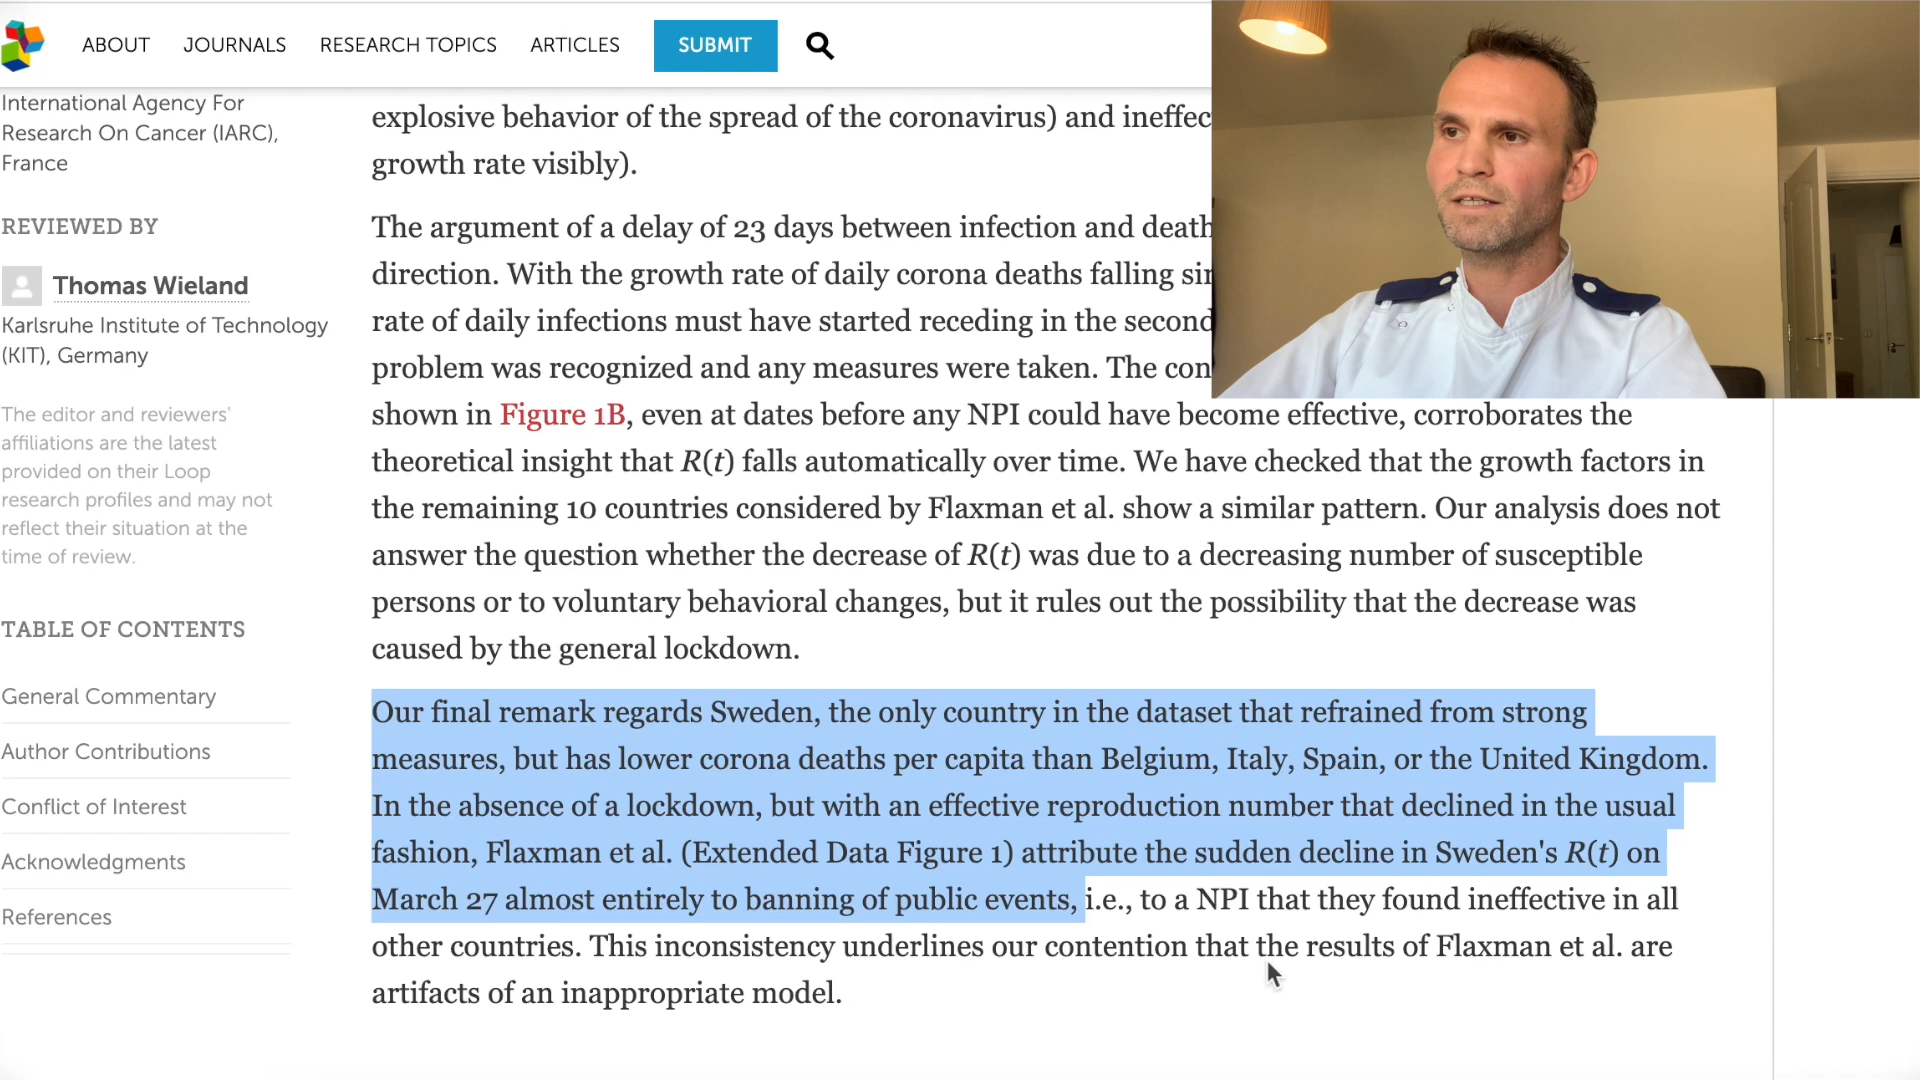 ABOUT JOURNALS RESEARCH TOPICS ARTICLES SUBMIT
International Agency For
Research On Cancer (IARC),
France
REVIEWED BY
Thomas Wieland
Karlsruhe Institute of Technology
(KIT), Germany
The editor and reviewers'
affiliations are the latest
provided on their Loop
research profiles and may not
reflect their situation at the
time of review.
TABLE OF CONTENTS
General Commentary
Author Contributions
Conflict of Interest
Acknowledgments
References
explosive behavior of the spread of the coronavirus) and ineffec
growth rate visibly).
The argument of a delay of 23 days between infection and death
direction. With the growth rate of daily corona deaths falling sin
rate of daily infections must have started receding in the second
problem was recognized and any measures were taken. The con
shown in Figure 1B, even at dates before any NPI could have become effective, corroborates the
theoretical insight that R(t) falls automatically over time. We have checked that the growth factors in
the remaining 10 countries considered by Flaxman et al. show a similar pattern. Our analysis does not
answer the question whether the decrease of R(t) was due to a decreasing number of susceptible
persons or to voluntary behavioral changes, but it rules out the possibility that the decrease was
caused by the general lockdown.
Our final remark regards Sweden, the only country in the dataset that refrained from strong
measures, but has lower corona deaths per capita than Belgium, Italy, Spain, or the United Kingdom.
In the absence of a lockdown, but with an effective reproduction number that declined in the usual
fashion, Flaxman et al. (Extended Data Figure 1) attribute the sudden decline in Sweden's R(t) on
March 27 almost entirely to banning of public events, i.e., to a NPI that they found ineffective in all
other countries. This inconsistency underlines our contention that the results of Flaxman et al. are
artifacts of an inappropriate model.